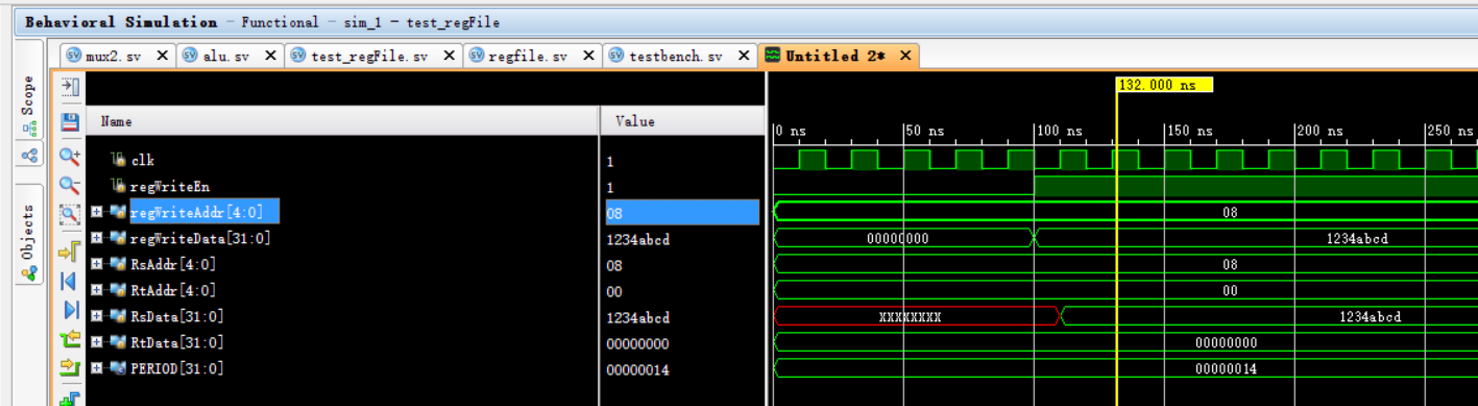 Behavioral Simulation - Functional - sim_1 - test_regFile
mux2.sv alu.sv test_regFile.sv regfile.sv testbench.sv Untitled 2*
Scope
Objects
132.000 ns
Name Value
0 ns 50 ns 100 ns 150 ns 200 ns 250 ns
clk 1
regWriteEn 1
regWriteAddr[4:0] 08 08
regWriteData[31:0] 1234abcd 00000000 1234abcd
RsAddr[4:0] 08 08
RtAddr[4:0] 00 00
RsData[31:0] 1234abcd XXXXXXXX 1234abcd
RtData[31:0] 00000000 00000000
PERIOD[31:0] 00000014 00000014